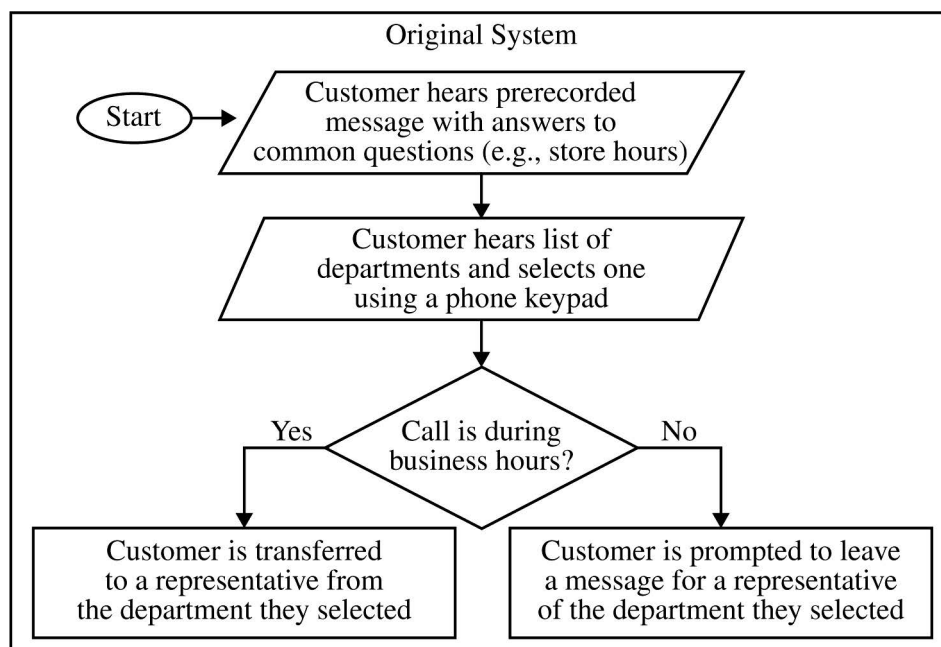 Original System
Start
Customer hears prerecorded
message with answers to
common questions (e.g., store hours)
Customer hears list of
departments and selects one
using a phone keypad
Call is during
business hours?
Yes
No
Customer is transferred
to a representative from
the department they selected
Customer is prompted to leave
a message for a representative
of the department they selected